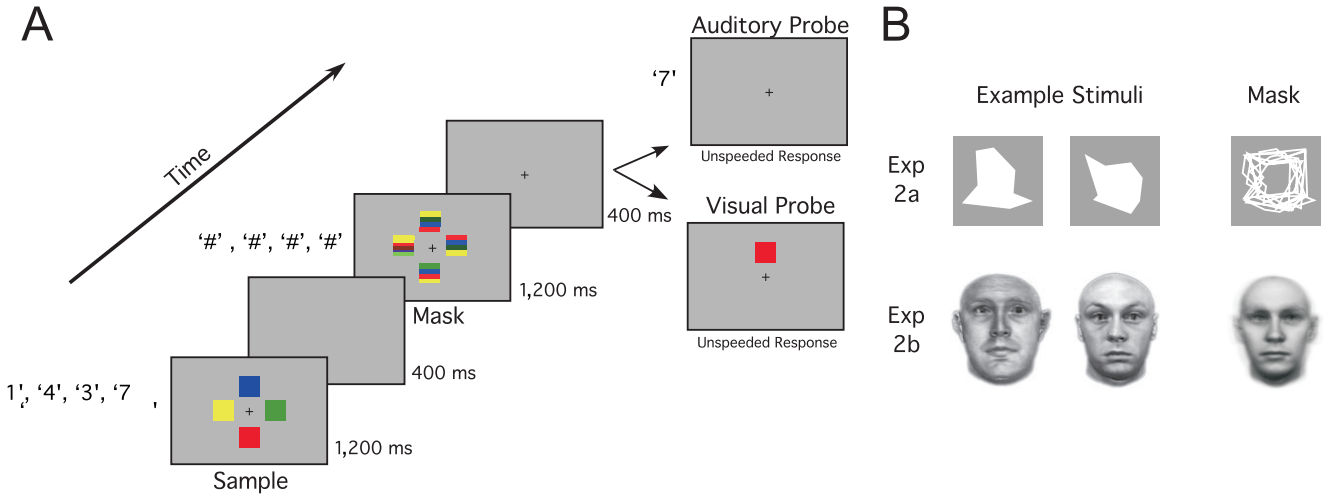 A
Time
1', ‘4', ‘3', ‘7
‘ '
Sample
1,200 ms
400 ms
‘#’ , ‘#’, ‘#’, ‘#’
Mask
1,200 ms
400 ms
Auditory Probe
‘7'
Unspeeded Response
Visual Probe
Unspeeded Response
B
Example Stimuli
Mask
Exp
2a
Exp
2b